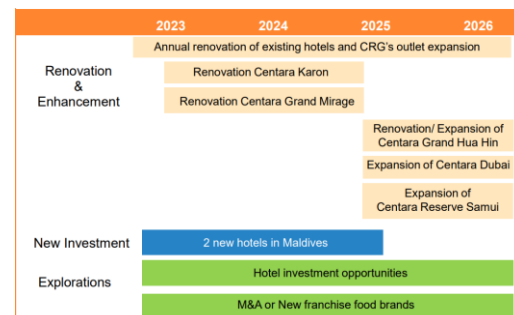 2023 2024 2025 2026
Annual renovation of existing hotels and CRG's outlet expansion
Renovation
&
Enhancement
Renovation Centara Karon
Renovation Centara Grand Mirage
Renovation/ Expansion of
Centara Grand Hua Hin
Expansion of Centara Dubai
Expansion of
Centara Reserve Samui
New Investment
2 new hotels in Maldives
Explorations
Hotel investment opportunities
M&A or New franchise food brands